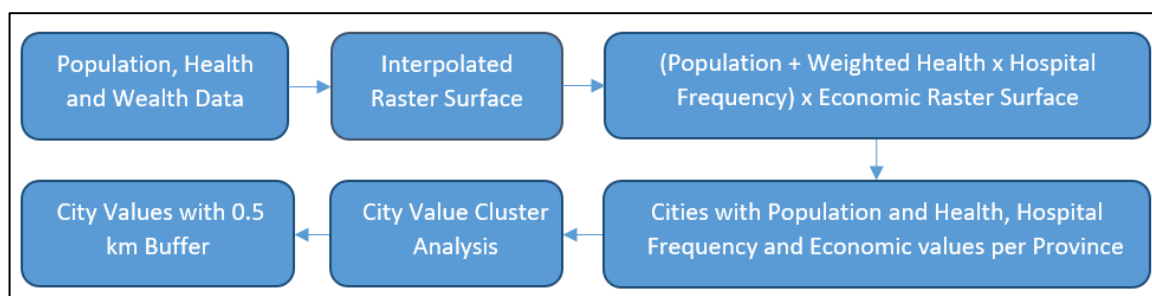 Population, Health
and Wealth Data
Interpolated
Raster Surface
(Population + Weighted Health x Hospital
Frequency) x Economic Raster Surface
Cities with Population and Health, Hospital
Frequency and Economic values per Province
City Value Cluster
Analysis
City Values with 0.5
km Buffer